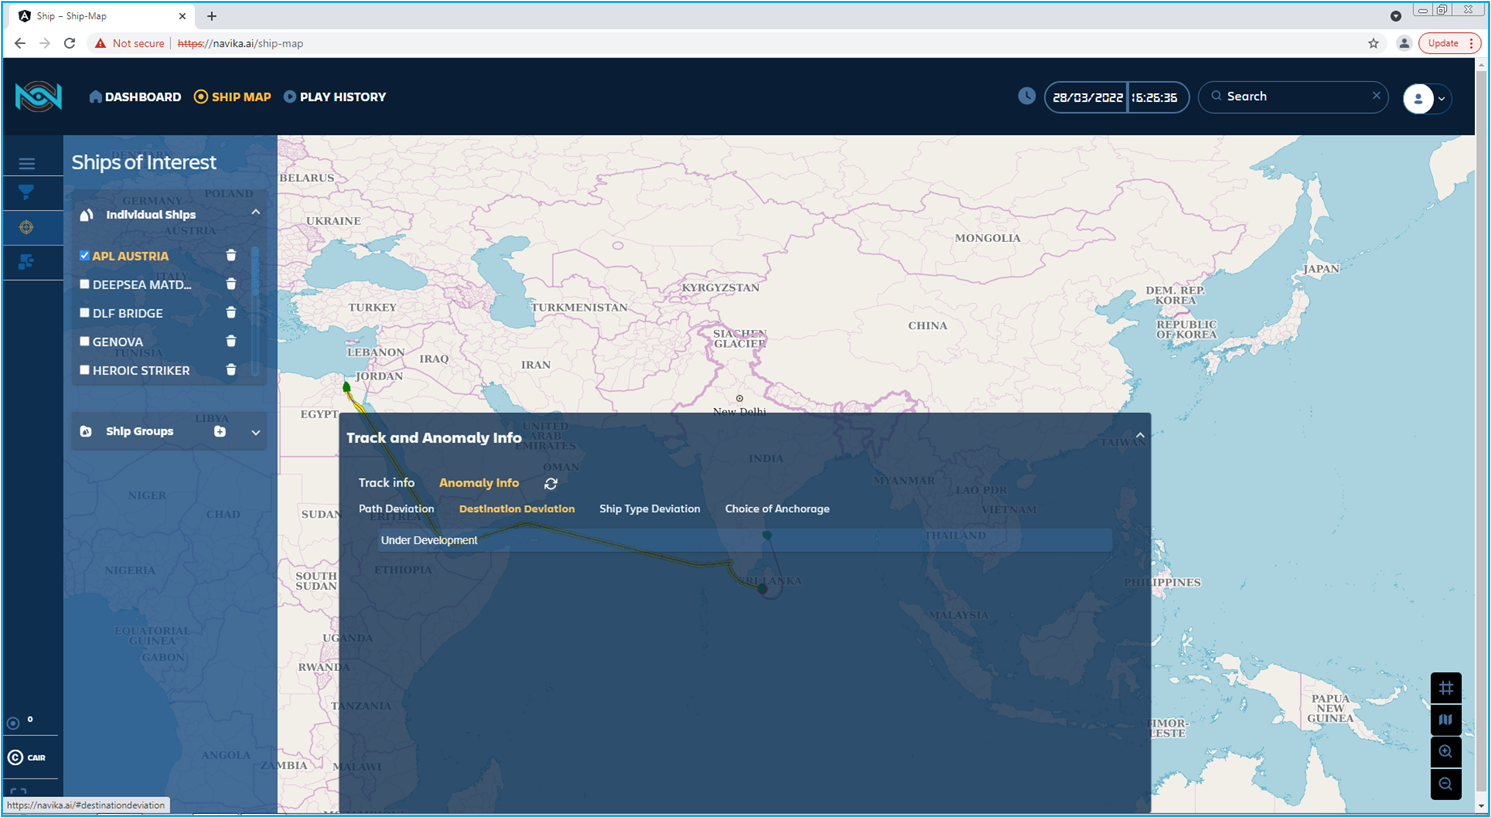 Ship – Ship-Map
Not secure
https://navika.ai/ship-map
Update
DASHBOARD
SHIP MAP
PLAY HISTORY
28/03/2022
16:26:36
Search
Ships of Interest
Individual Ships
APL AUSTRIA
DEEPSEA MATD...
DLF BRIDGE
GENOVA
HEROIC STRIKER
Ship Groups
0
CAIR
https://navika.ai/#destinationdeviation
Track and Anomaly Info
Track info
Anomaly Info
Path Deviation
Destination Deviation
Ship Type Deviation
Choice of Anchorage
Under Development
BELARUS
POLAND
GERMANY
UKRAINE
AUSTRIA
MONGOLIA
JAPAN
KYRGYZSTAN
DEM. REP.
KOREA
ITALY
TURKEY
TURKMENISTAN
CHINA
REPUBLIC
OF KOREA
SIACHEN
GLACIER
TUNISIA
LEBANON
IRAQ
IRAN
JORDAN
New Delhi
LIBYA
EGYPT
UNITED
ARAB
EMIRATES
TAIWAN
INDIA
OMAN
MYANMAR
LAO PDR
NIGER
CHAD
SUDAN
ERITREA
VIETNAM
THAILAND
NIGERIA
ETHIOPIA
SOUTH
SUDAN
SRI LANKA
PHILIPPINES
MALAYSIA
EQUATORIAL
GUINEA
UGANDA
GABON
RWANDA
TANZANIA
PAPUA
NEW
GUINEA
TIMOR-
LESTE
ANGOLA
ZAMBIA
MALAWI